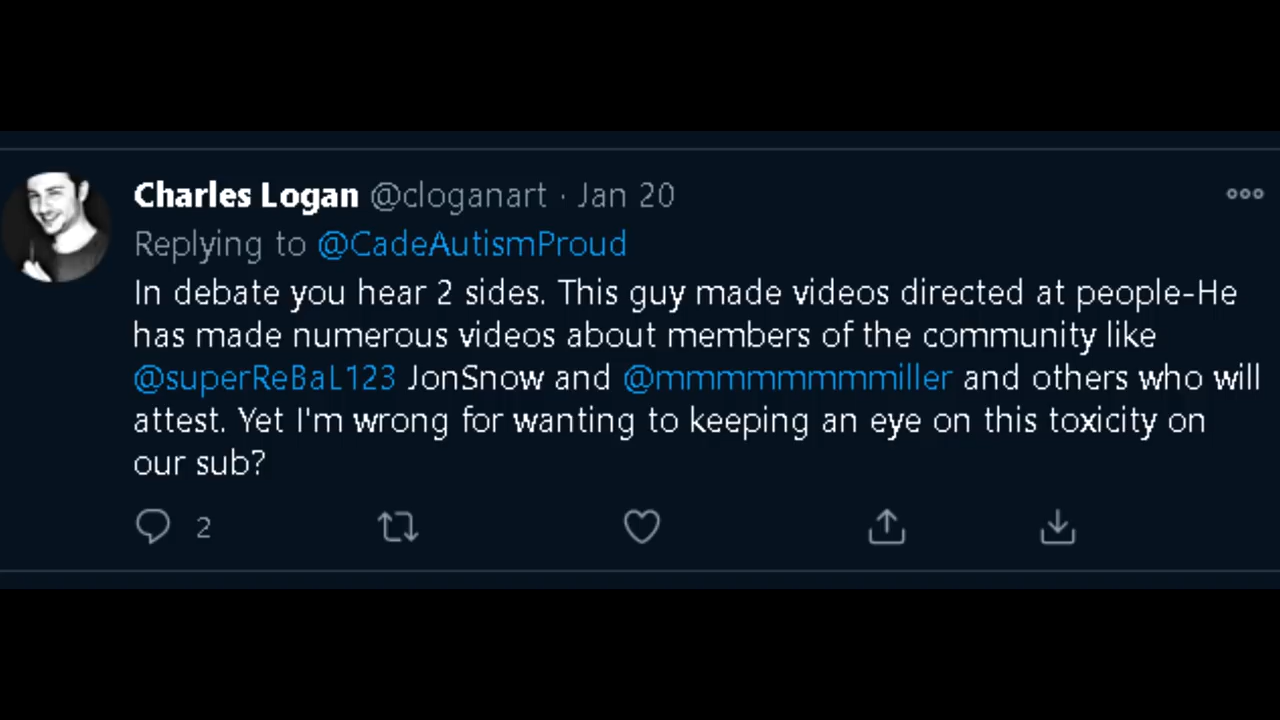 Charles Logan @cloganart · Jan 20
Replying to @CadeAutismProud
In debate you hear 2 sides. This guy made videos directed at people-He
has made numerous videos about members of the community like
@superReBaL123 JonSnow and @mmmmmmmmiller and others who will
attest. Yet I'm wrong for wanting to keeping an eye on this toxicity on
our sub?
2